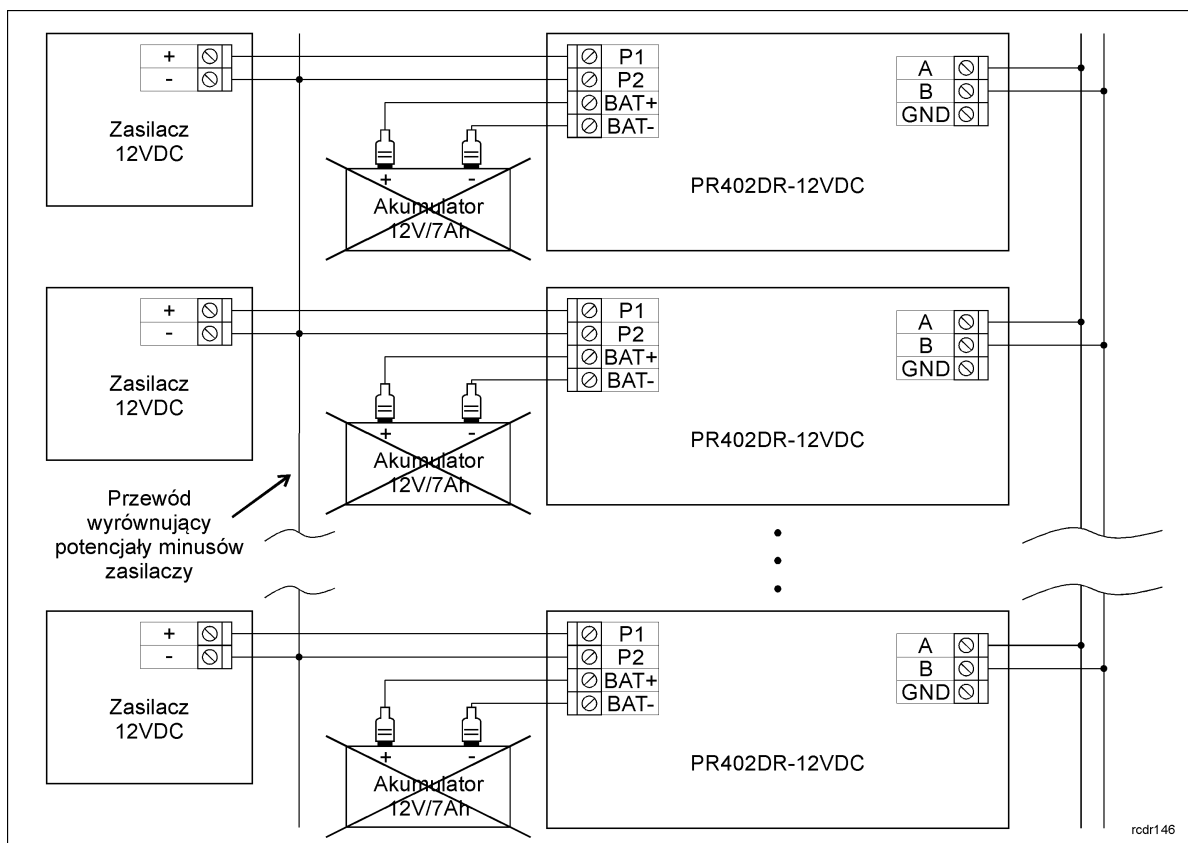 +
-
Zasilacz
12VDC
P1
P2
BAT+
BAT-
+ -
Akumulator
12V/7Ah
PR402DR-12VDC
A
B
GND
+
-
Zasilacz
12VDC
P1
P2
BAT+
BAT-
+ -
Akumulator
12V/7Ah
PR402DR-12VDC
A
B
GND
Przewód
wyrównujący
potencjały minusów
zasilaczy
+
-
Zasilacz
12VDC
P1
P2
BAT+
BAT-
+ -
Akumulator
12V/7Ah
PR402DR-12VDC
A
B
GND
rcdr146